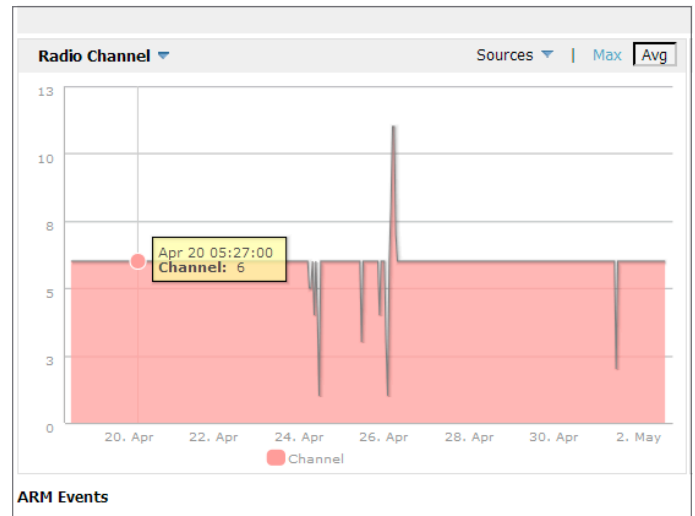 Radio Channel Sources | Max Avg
13
10
8
Apr 20 05:27:00
Channel: 6
5
3
0
20. Apr 22. Apr 24. Apr 26. Apr 28. Apr 30. Apr 2. May
Channel
ARM Events